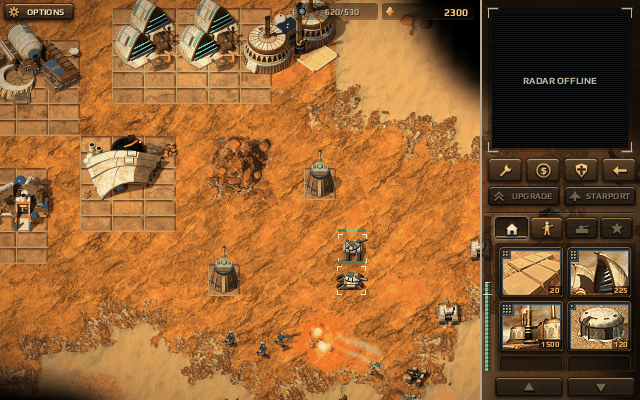 OPTIONS
620/530
2300
RADAR OFFLINE
UPGRADE
STARPORT
20
225
1500
120